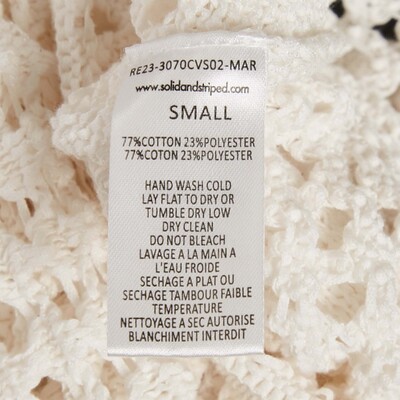 RE23-3070CVS02-MAR
www.solidandstriped.com
SMALL
77%COTTON 23%POLYESTER
77%COTON 23%POLYESTER
HAND WASH COLD
LAY FLAT TO DRY OR
TUMBLE DRY LOW
DRY CLEAN
DO NOT BLEACH
LAVAGE A LA MAIN A
L'EAU FROIDE
SECHAGE A PLAT OU
SECHAGE TAMBOUR FAIBLE
TEMPERATURE
NETTOYAGE A SEC AUTORISE
BLANCHIMENT INTERDIT